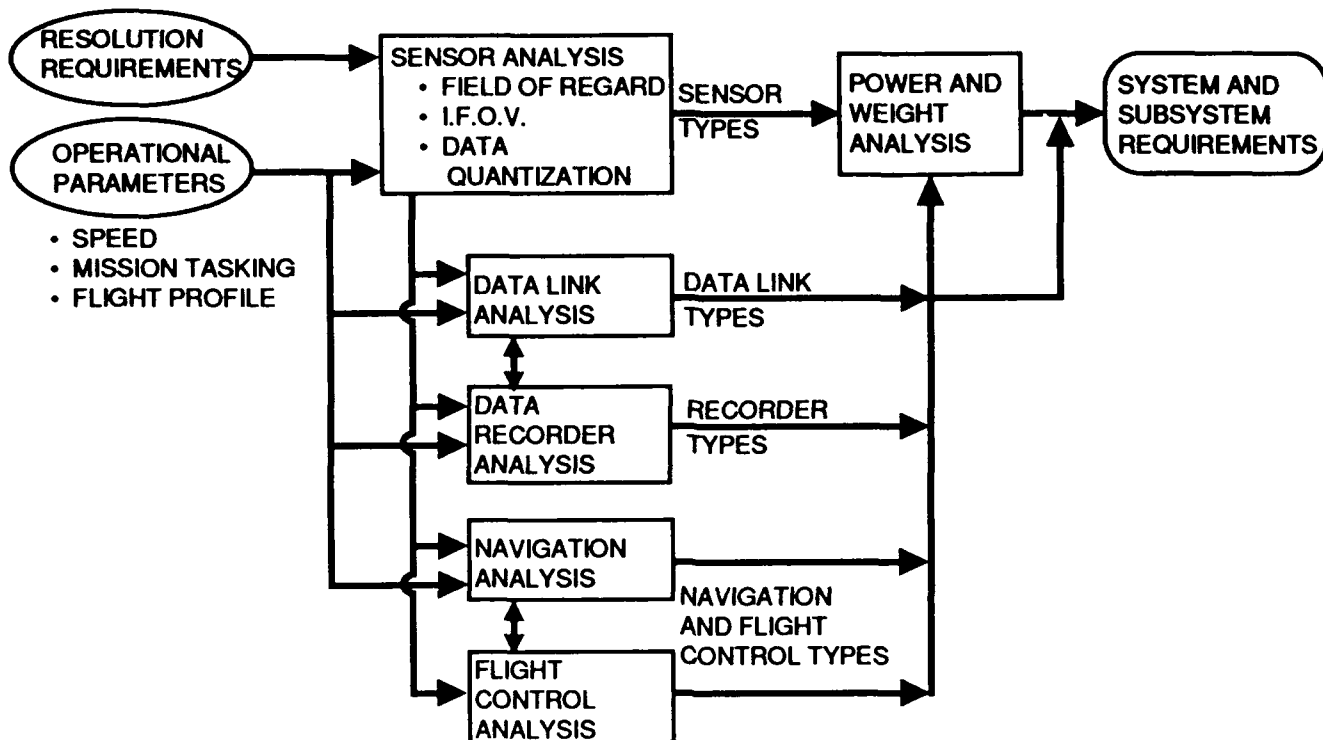 RESOLUTION
REQUIREMENTS
OPERATIONAL
PARAMETERS
• SPEED
• MISSION TASKING
• FLIGHT PROFILE
SENSOR ANALYSIS
• FIELD OF REGARD
• I.F.O.V.
• DATA
QUANTIZATION
SENSOR
TYPES
POWER AND
WEIGHT
ANALYSIS
SYSTEM AND
SUBSYSTEM
REQUIREMENTS
DATA LINK
ANALYSIS
DATA LINK
TYPES
DATA
RECORDER
ANALYSIS
RECORDER
TYPES
NAVIGATION
ANALYSIS
NAVIGATION
AND FLIGHT
CONTROL TYPES
FLIGHT
CONTROL
ANALYSIS